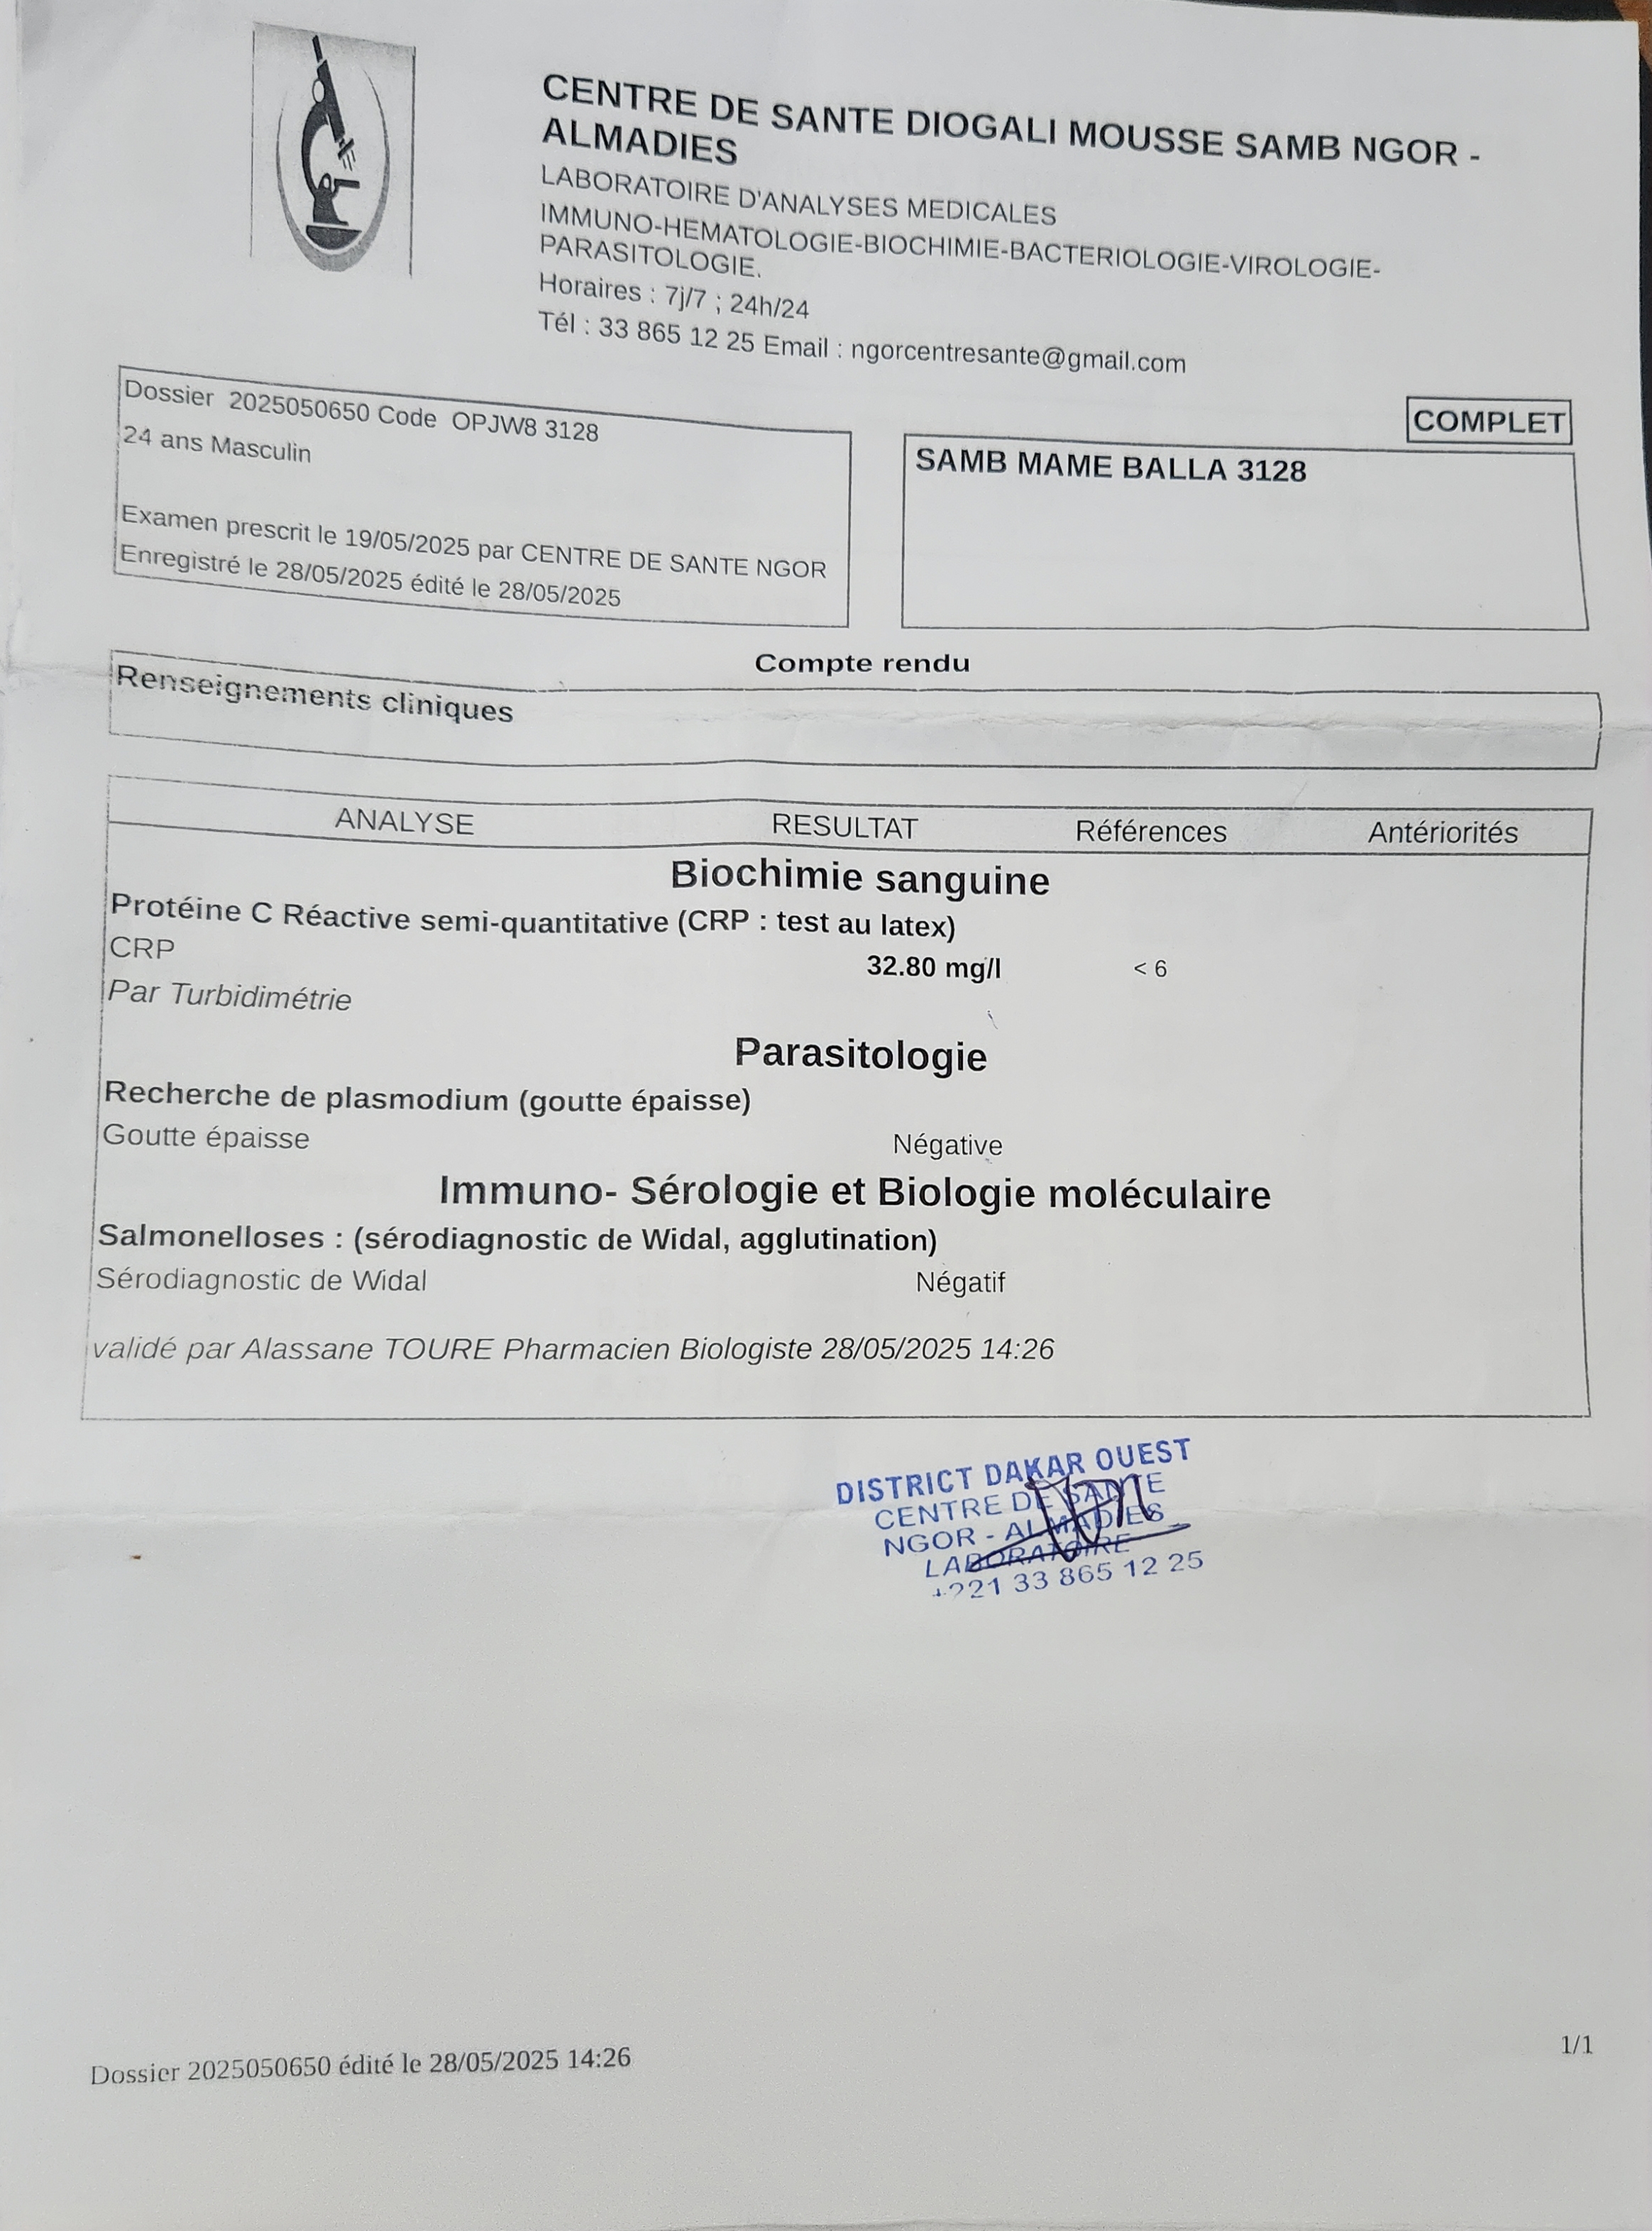 CENTRE DE SANTE DIOGALI MOUSSE SAMB NGOR -
ALMADIES
LABORATOIRE D'ANALYSES MEDICALES
IMMUNO-HEMATOLOGIE-BIOCHIMIE-BACTERIOLOGIE-VIROLOGIE-
PARASITOLOGIE.
Horaires : 7j/7 ; 24h/24
Tél : 33 865 12 25 Email : ngorcentresante@gmail.com
Dossier 2025050650 Code OPJW8 3128
24 ans Masculin
Examen prescrit le 19/05/2025 par CENTRE DE SANTE NGOR
Enregistré le 28/05/2025 édité le 28/05/2025
COMPLET
SAMB MAME BALLA 3128
Compte rendu
Renseignements cliniques
ANALYSE RESULTAT Références Antériorités
Biochimie sanguine
Protéine C Réactive semi-quantitative (CRP : test au latex)
CRP 32.80 mg/l < 6
Par Turbidimétrie
Parasitologie
Recherche de plasmodium (goutte épaisse)
Goutte épaisse Négative
Immuno- Sérologie et Biologie moléculaire
Salmonelloses : (sérodiagnostic de Widal, agglutination)
Sérodiagnostic de Widal Négatif
validé par Alassane TOURE Pharmacien Biologiste 28/05/2025 14:26
DISTRICT DAKAR OUEST
CENTRE DE SANTE
NGOR - ALMADIES
LABORATOIRE
+221 33 865 12 25
Dossier 2025050650 édité le 28/05/2025 14:26
1/1